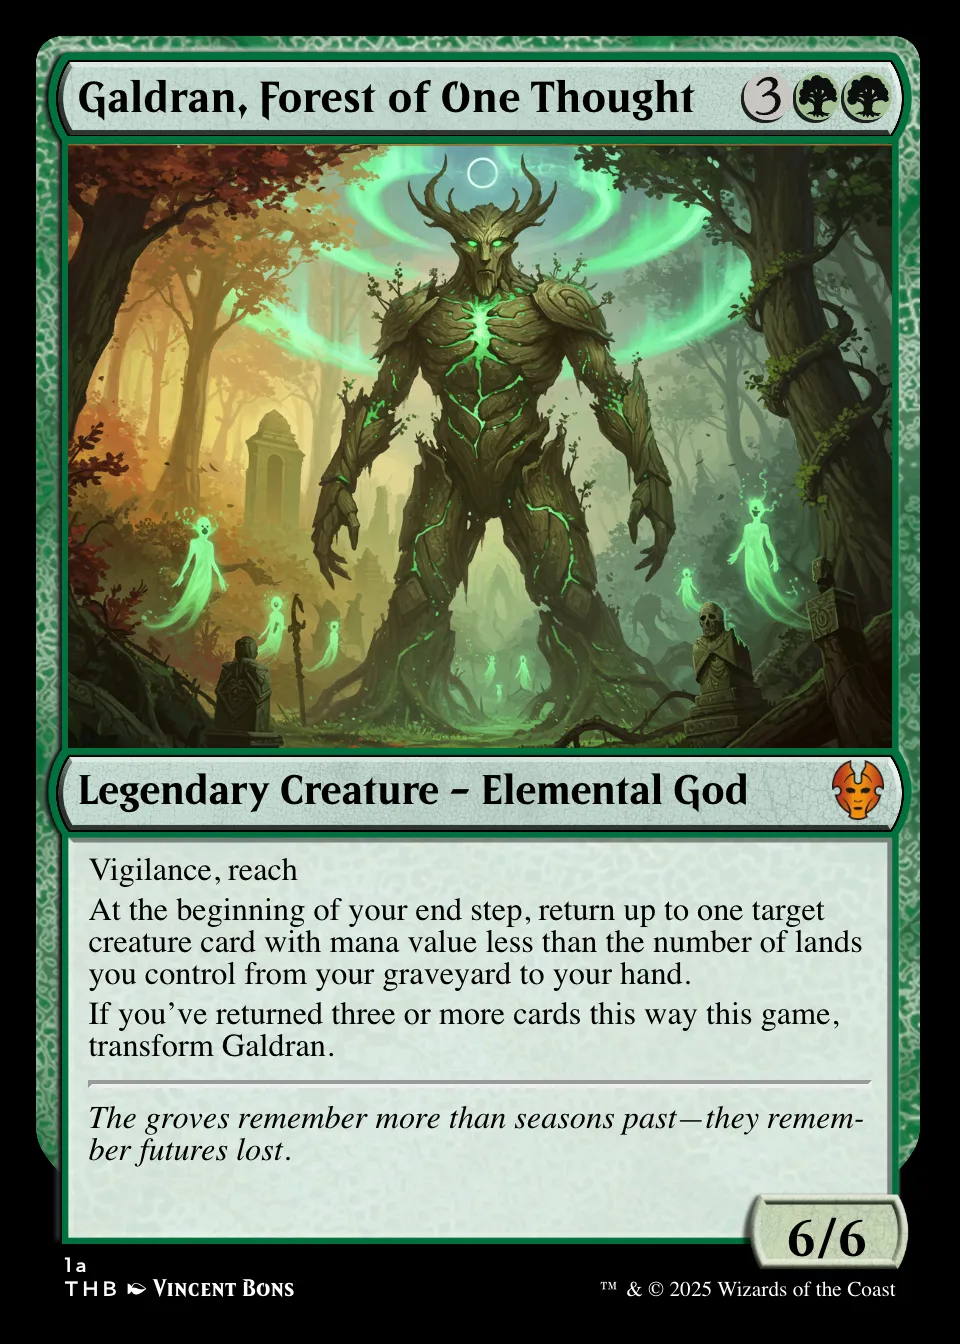 Galdran, Forest of One Thought 3
Legendary Creature – Elemental God
Vigilance, reach
At the beginning of your end step, return up to one target
creature card with mana value less than the number of lands
you control from your graveyard to your hand.
If you’ve returned three or more cards this way this game,
transform Galdran.
The groves remember more than seasons past—they remem-
ber futures lost.
6/6
1a
THB Vincent Bons
™ & © 2025 Wizards of the Coast